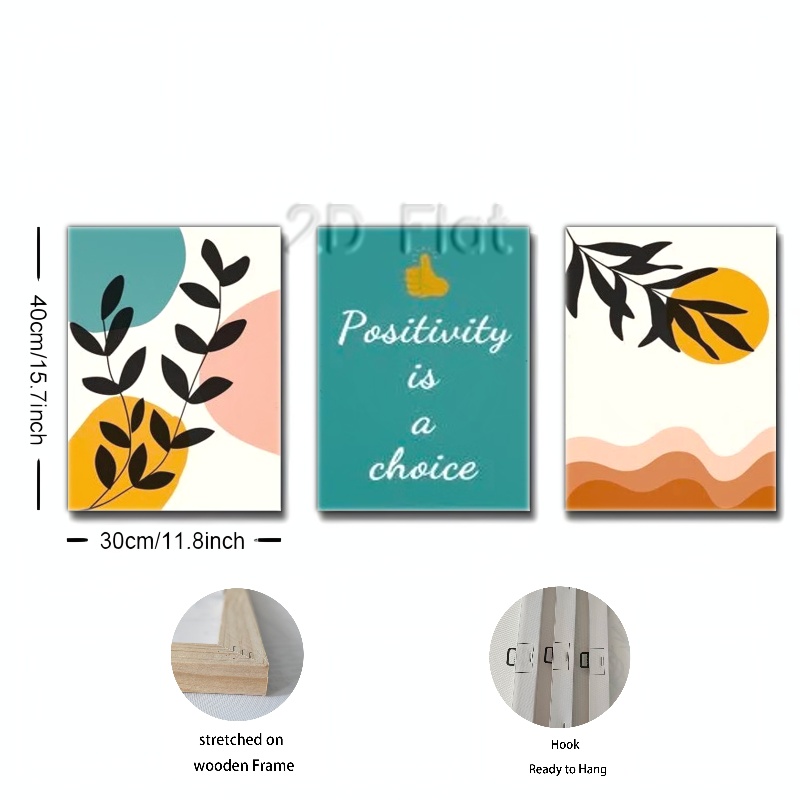 2D Flat
Positivity
is
a
choice
40cm/15.7inch
30cm/11.8inch
stretched on
wooden Frame
Hook
Ready to Hang